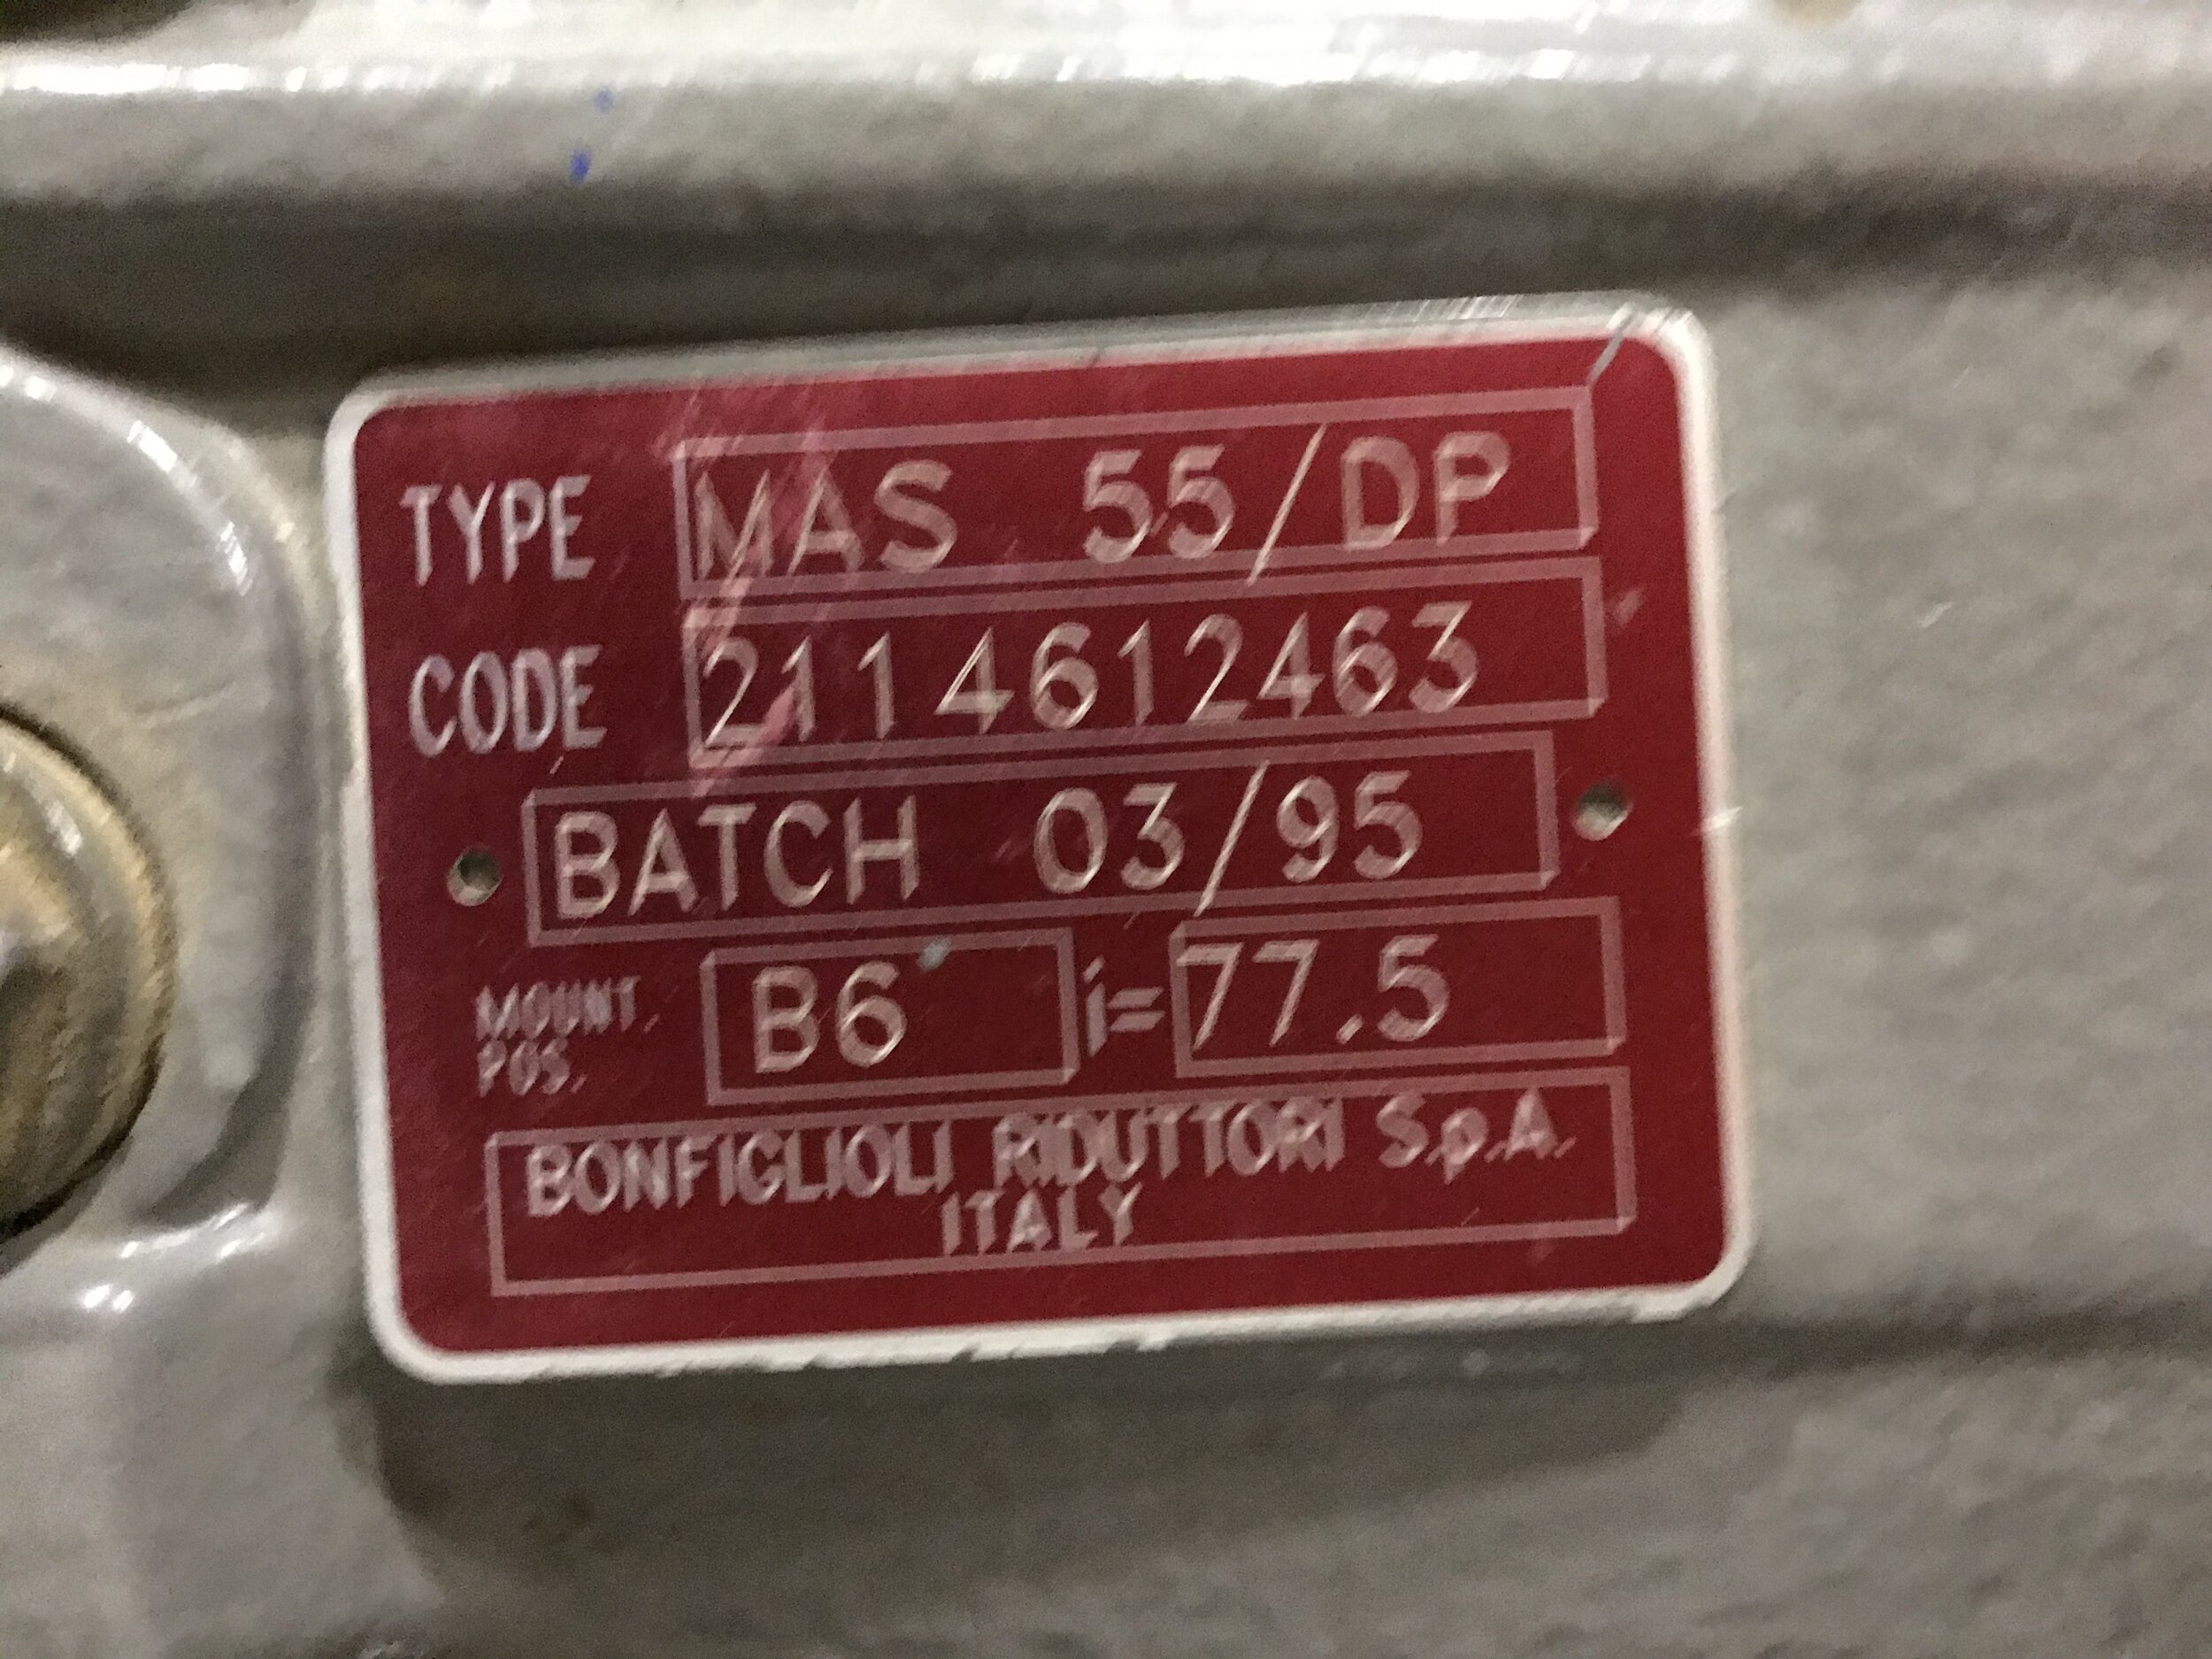 TYPE MAS 55/DP
CODE 2114612463
BATCH 03/95
MOUNT. POS. B6 i= 77.5
BONFIGLIOLI RIDUTTORI S.p.A.
ITALY